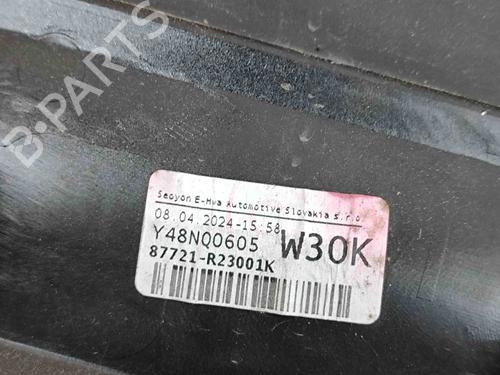 B-PARTS
Seoyon E-Hwa Automotive Slovakia s.r.o.
08.04.2024-15:58
Y48NQ0605
W30K
87721-R23001K